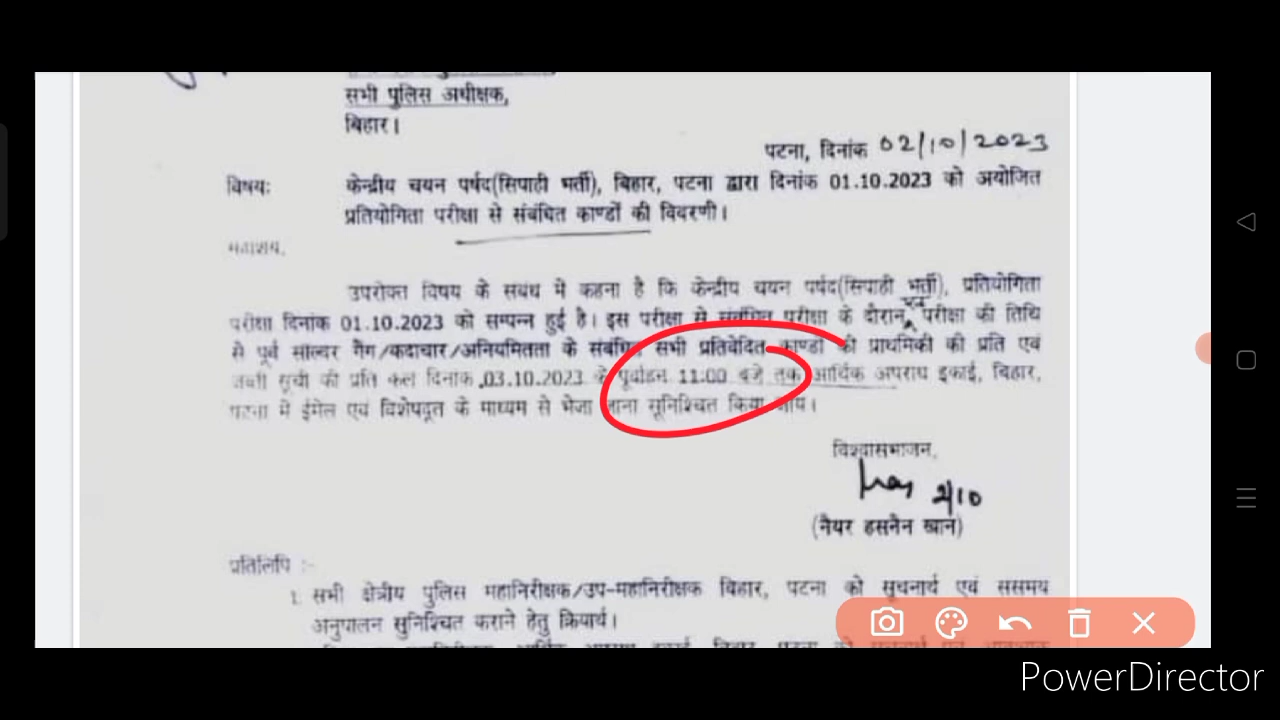 सभी पुलिस अधीक्षक,
बिहार।
पटना, दिनांक 02/10/2023
विषयः केन्द्रीय चयन पर्षद(सिपाही भर्ती), बिहार, पटना द्वारा दिनांक 01.10.2023 को अयोजित
प्रतियोगिता परीक्षा से संबंधित काण्डों की विवरणी।
महाशय,
उपरोक्त विषय के संबंध में कहना है कि केन्द्रीय चयन पर्षद(सिपाही भर्ती), प्रतियोगिता
परीक्षा दिनांक 01.10.2023 को सम्पन्न हुई है। इस परीक्षा से संबंधित परीक्षा के दौरान एवं परीक्षा की तिथि
से पूर्व सॉल्वर गैंग/कदाचार/अनियमितता के संबंधित सभी प्रतिवेदित काण्डों की प्राथमिकी की प्रति एवं
जब्ती सूची की प्रति कल दिनांक 03.10.2023 के पूर्वाहन 11:00 बजे तक आर्थिक अपराध इकाई, बिहार,
पटना में ईमेल एवं विशेषदूत के माध्यम से भेजा जाना सुनिश्चित किया जाय।
विश्वासभाजन,
2/10
(नैयर हसनैन खान)
प्रतिलिपि :-
1. सभी क्षेत्रीय पुलिस महानिरीक्षक/उप-महानिरीक्षक बिहार, पटना को सूचनार्थ एवं ससमय
अनुपालन सुनिश्चित कराने हेतु क्रियार्थ।
PowerDirector